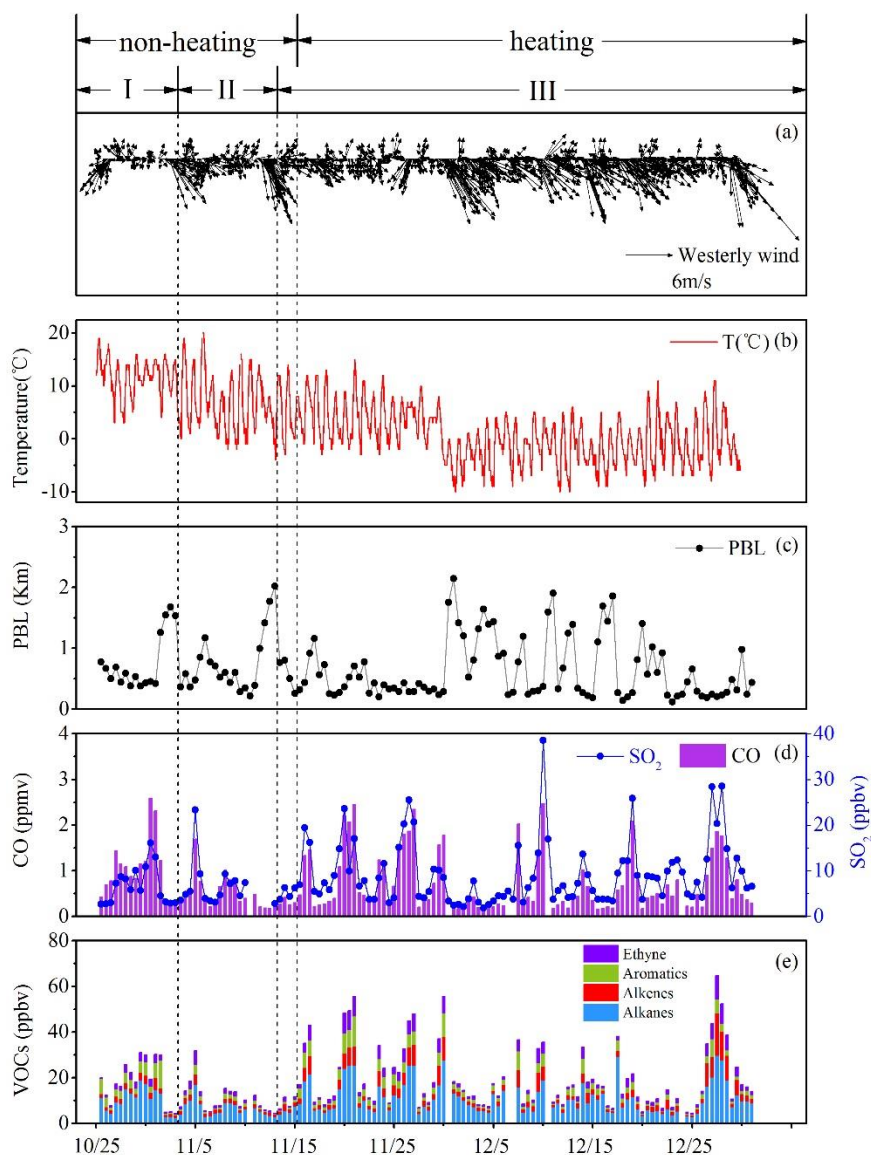 non-heating heating
I II III
(a)
Westerly wind
6m/s
20
10
0
-10
Temperature(℃)
T(℃) (b)
3
2
1
0
PBL (Km)
PBL (c)
4
3
2
1
0
CO (ppmv)
SO2 CO (d)
40
30
20
10
0
SO2 (ppbv)
80
60
40
20
0
VOCs (ppbv)
Ethyne (e)
Aromatics
Alkenes
Alkanes
10/25 11/5 11/15 11/25 12/5 12/15 12/25